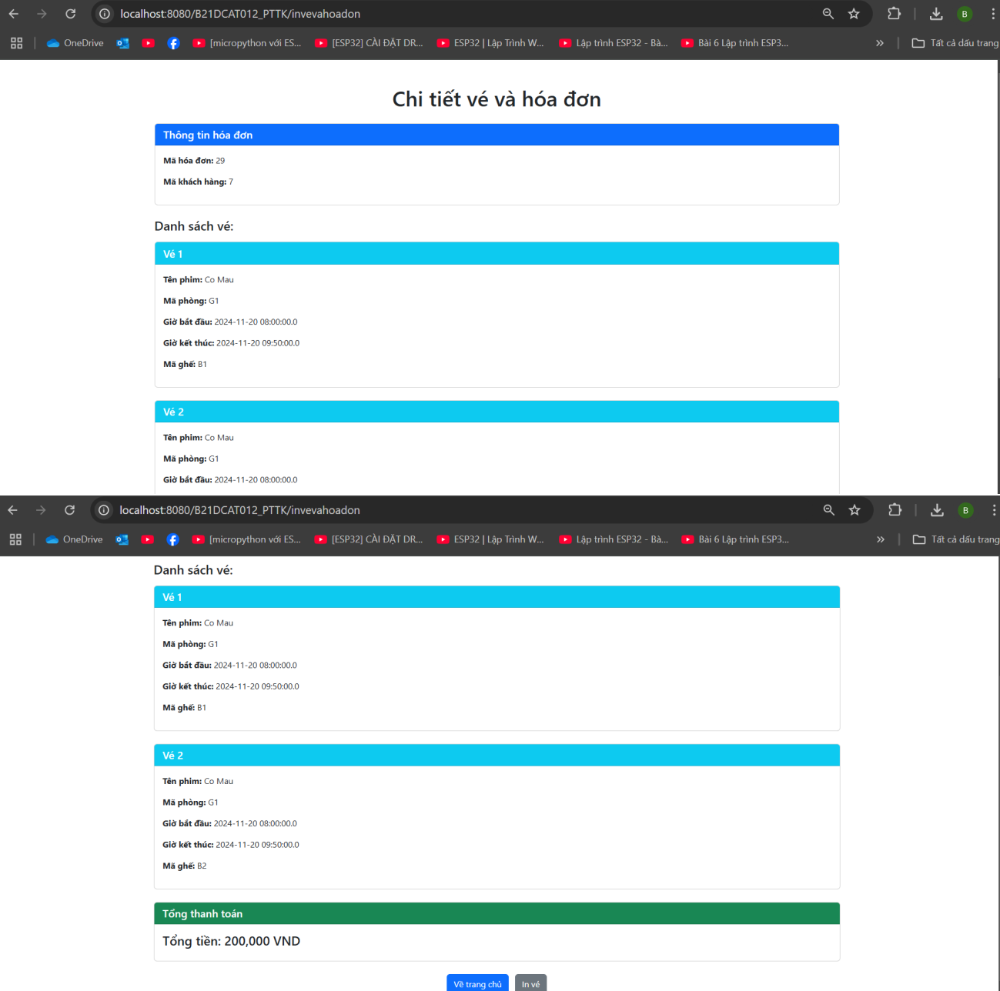 localhost:8080/B21DCAT012_PTTK/invevahoadon
B
OneDrive
[micropython với ES...
[ESP32] CÀI ĐẶT DR...
ESP32 | Lập Trình W...
Lập trình ESP32 - Bà...
Bài 6 Lập trình ESP3...
»
Tất cả dấu trang
Chi tiết vé và hóa đơn
Thông tin hóa đơn
Mã hóa đơn: 29
Mã khách hàng: 7
Danh sách vé:
Vé 1
Tên phim: Co Mau
Mã phòng: G1
Giờ bắt đầu: 2024-11-20 08:00:00.0
Giờ kết thúc: 2024-11-20 09:50:00.0
Mã ghế: B1
Vé 2
Tên phim: Co Mau
Mã phòng: G1
Giờ bắt đầu: 2024-11-20 08:00:00.0
localhost:8080/B21DCAT012_PTTK/invevahoadon
B
OneDrive
[micropython với ES...
[ESP32] CÀI ĐẶT DR...
ESP32 | Lập Trình W...
Lập trình ESP32 - Bà...
Bài 6 Lập trình ESP3...
»
Tất cả dấu trang
Danh sách vé:
Vé 1
Tên phim: Co Mau
Mã phòng: G1
Giờ bắt đầu: 2024-11-20 08:00:00.0
Giờ kết thúc: 2024-11-20 09:50:00.0
Mã ghế: B1
Vé 2
Tên phim: Co Mau
Mã phòng: G1
Giờ bắt đầu: 2024-11-20 08:00:00.0
Giờ kết thúc: 2024-11-20 09:50:00.0
Mã ghế: B2
Tổng thanh toán
Tổng tiền: 200,000 VND
Về trang chủ
In vé